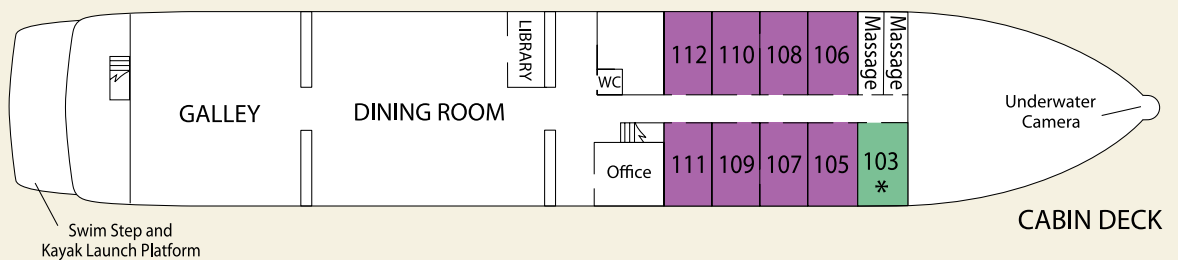 LIBRARY
112
110
108
106
Massage
Massage
WC
GALLEY
DINING ROOM
Underwater
Camera
Office
111
109
107
105
103
*
Swim Step and
Kayak Launch Platform
CABIN DECK